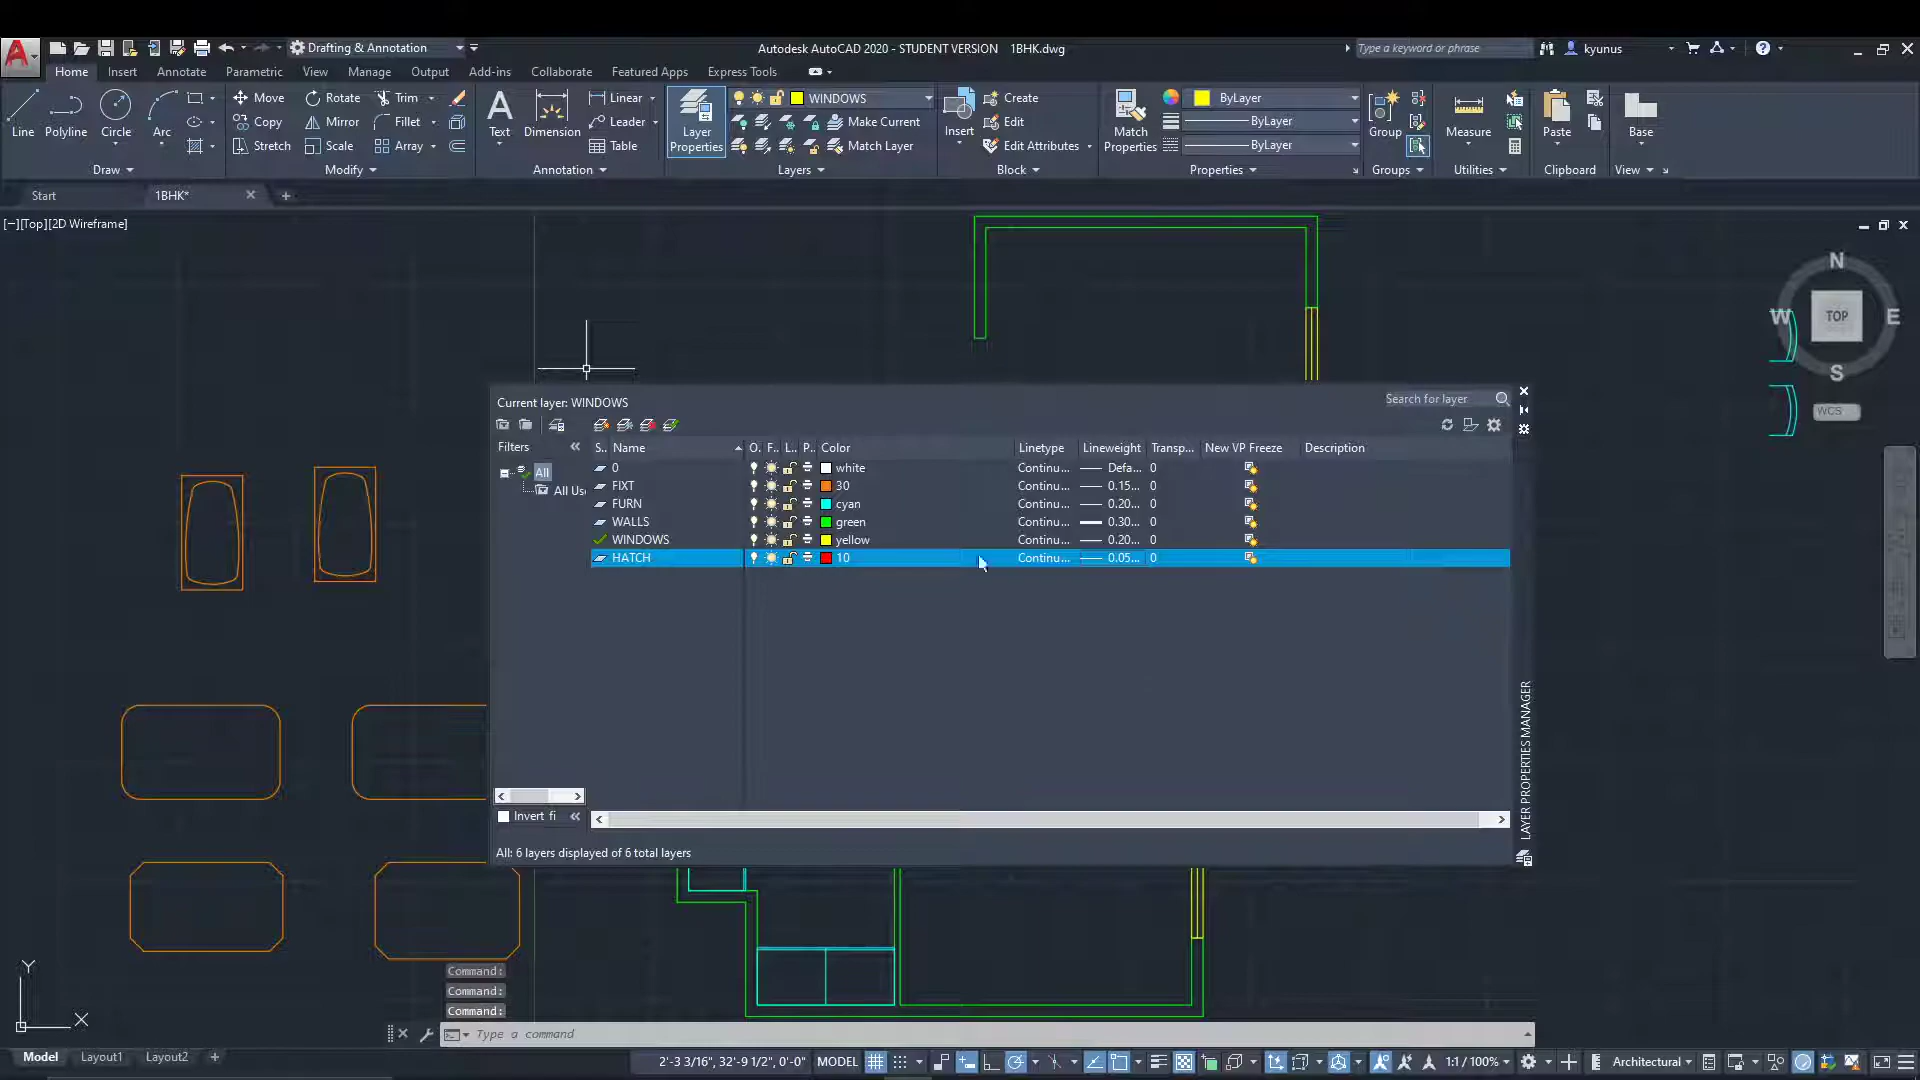 Drafting & Annotation
Autodesk AutoCAD 2020 - STUDENT VERSION 1BHK.dwg
Type a keyword or phrase
kyunus
Home Insert Annotate Parametric View Manage Output Add-ins Collaborate Featured Apps Express Tools
Line Polyline Circle Arc
Move Rotate Trim
Copy Mirror Fillet
Stretch Scale Array
Text Dimension
Linear
Leader
Table
Layer Properties
WINDOWS
Make Current
Match Layer
Insert
Create
Edit
Edit Attributes
Match Properties
ByLayer
ByLayer
ByLayer
Group
Measure
Paste
Base
Draw Modify Annotation Layers Block Properties Groups Utilities Clipboard View
Start 1BHK*
[−][Top][2D Wireframe]
N
W TOP E
S
WCS
Current layer: WINDOWS
Search for layer
Filters
S.. Name O. F.. L.. P.. Color Linetype Lineweight Transp... New VP Freeze Description
All
All Us
0 white Continu... Defa... 0
FIXT 30 Continu... 0.15... 0
FURN cyan Continu... 0.20... 0
WALLS green Continu... 0.30... 0
WINDOWS yellow Continu... 0.20... 0
HATCH 10 Continu... 0.05... 0
Invert fi
All: 6 layers displayed of 6 total layers
LAYER PROPERTIES MANAGER
Y
X
Command:
Command:
Command:
Type a command
Model Layout1 Layout2
2'-3 3/16", 32'-9 1/2", 0'-0" MODEL
1:1 / 100%
Architectural